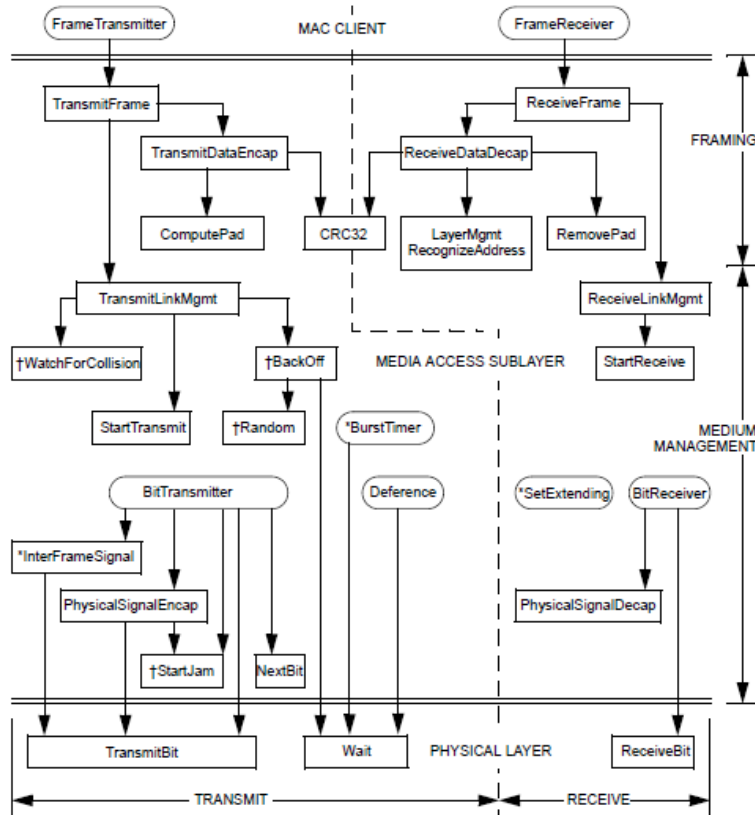 FrameTransmitter
MAC CLIENT
FrameReceiver
TransmitFrame
ReceiveFrame
FRAMING
TransmitDataEncap
ReceiveDataDecap
ComputePad
CRC32
LayerMgmt
RecognizeAddress
RemovePad
TransmitLinkMgmt
ReceiveLinkMgmt
†WatchForCollision
†BackOff
MEDIA ACCESS SUBLAYER
StartReceive
StartTransmit
†Random
*BurstTimer
MEDIUM
MANAGEMENT
BitTransmitter
Deference
*SetExtending
BitReceiver
*InterFrameSignal
PhysicalSignalEncap
PhysicalSignalDecap
†StartJam
NextBit
TransmitBit
Wait
PHYSICAL LAYER
ReceiveBit
TRANSMIT
RECEIVE